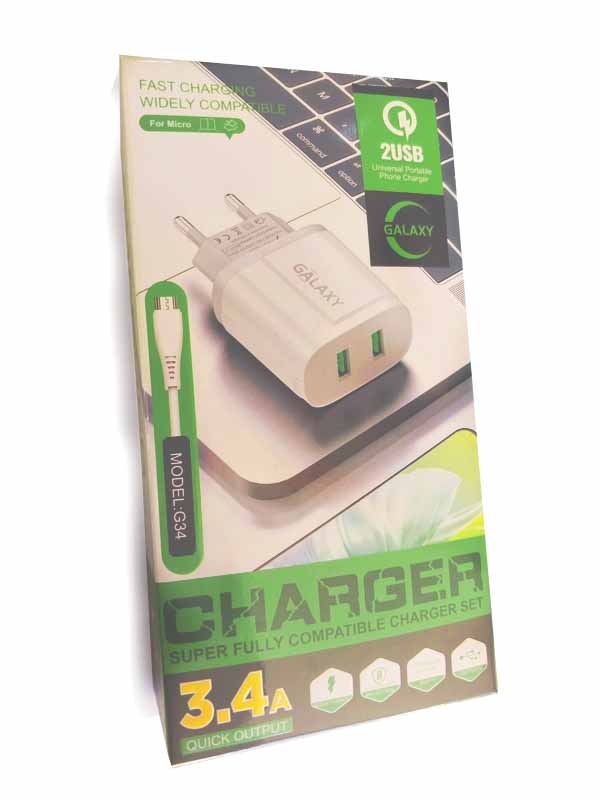 FAST CHARGING
WIDELY COMPATIBLE
For Micro
M
command
option
2USB
Universal Portable
Phone Charger
GALAXY
GALAXY
MODEL:G34
CHARGER
SUPER FULLY COMPATIBLE CHARGER SET
3.4A
QUICK OUTPUT